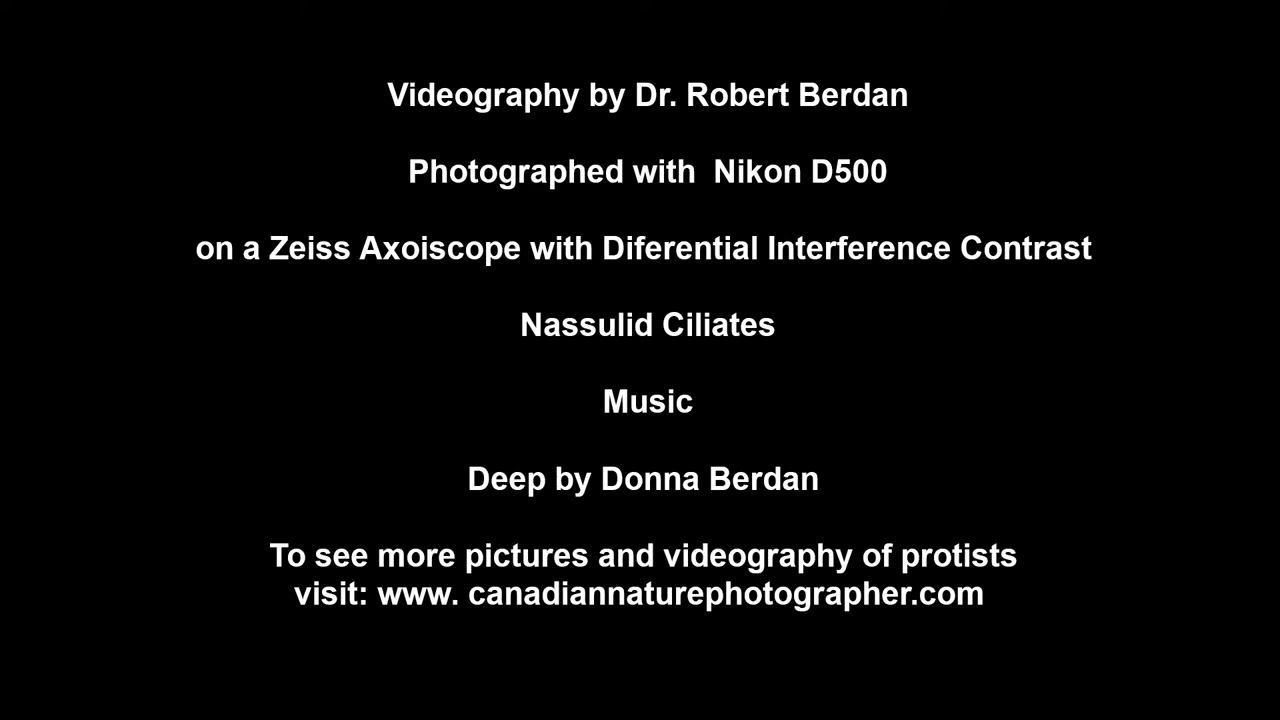 Videography by Dr. Robert Berdan
Photographed with  Nikon D500
on a Zeiss Axoiscope with Diferential Interference Contrast
Nassulid Ciliates
Music
Deep by Donna Berdan
To see more pictures and videography of protists
visit: www. canadiannaturephotographer.com